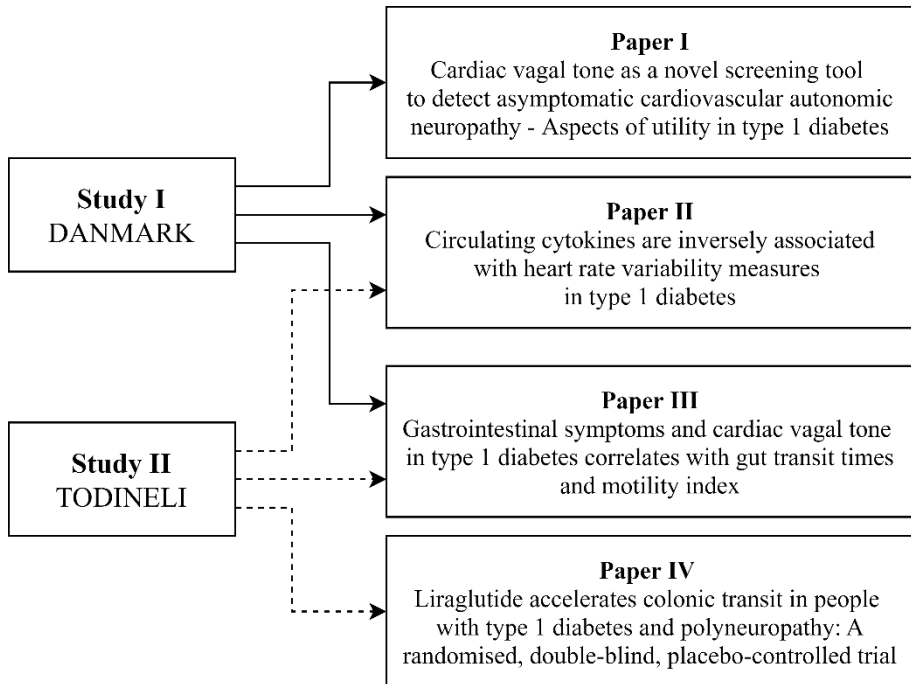 Study I
DANMARK
Study II
TODINELI
Paper I
Cardiac vagal tone as a novel screening tool
to detect asymptomatic cardiovascular autonomic
neuropathy - Aspects of utility in type 1 diabetes
Paper II
Circulating cytokines are inversely associated
with heart rate variability measures
in type 1 diabetes
Paper III
Gastrointestinal symptoms and cardiac vagal tone
in type 1 diabetes correlates with gut transit times
and motility index
Paper IV
Liraglutide accelerates colonic transit in people
with type 1 diabetes and polyneuropathy: A
randomised, double-blind, placebo-controlled trial